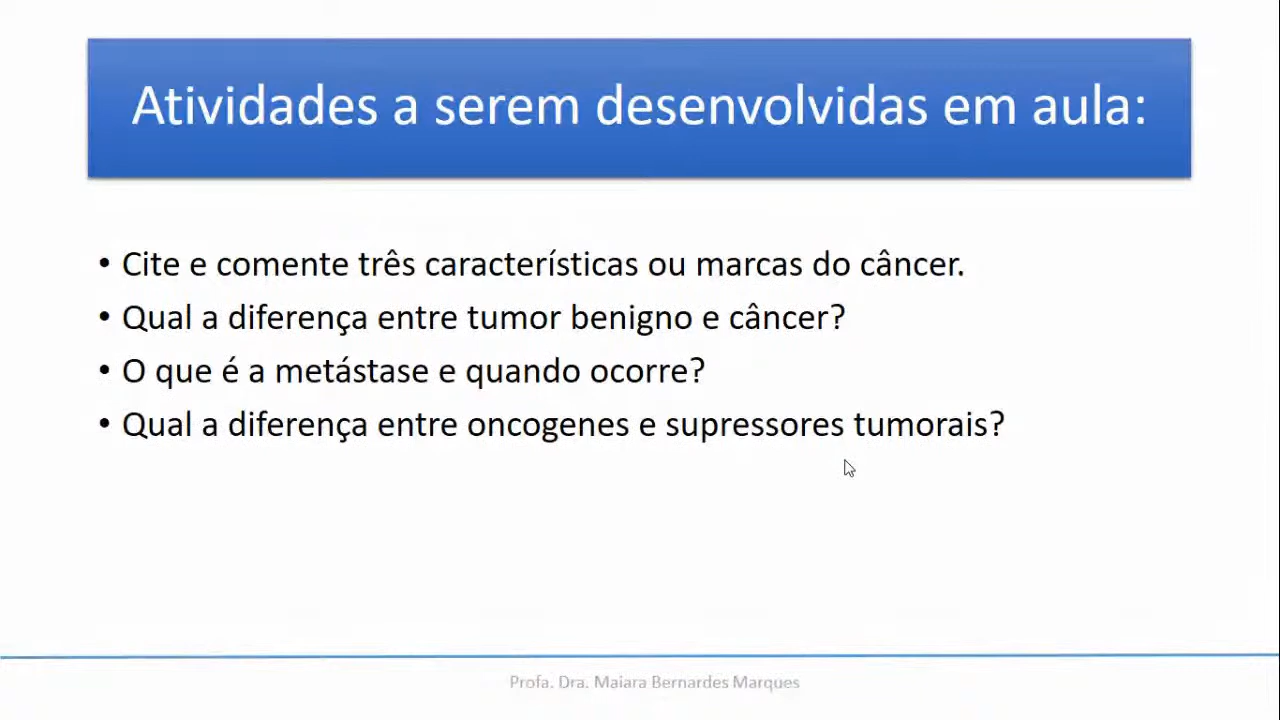 Atividades a serem desenvolvidas em aula:
• Cite e comente três características ou marcas do câncer.
• Qual a diferença entre tumor benigno e câncer?
• O que é a metástase e quando ocorre?
• Qual a diferença entre oncogenes e supressores tumorais?
Profa. Dra. Maiara Bernardes Marques